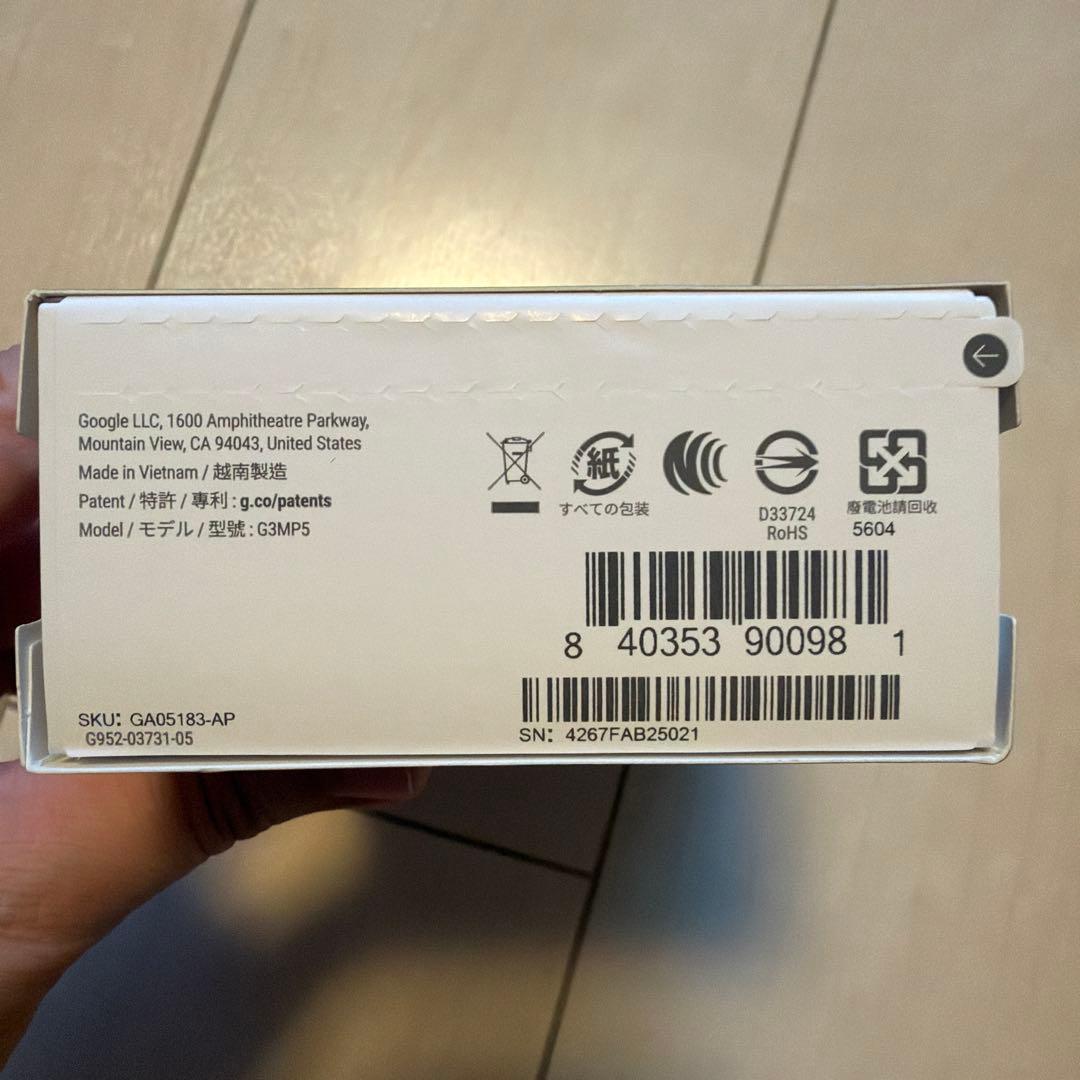 Google LLC, 1600 Amphitheatre Parkway,
Mountain View, CA 94043, United States
Made in Vietnam / 越南製造
Patent / 特許 / 專利 : g.co/patents
Model / モデル / 型號 : G3MP5
紙
すべての包装
D33724
RoHS
廢電池請回收
5604
8 40353 90098 1
SKU: GA05183-AP
G952-03731-05
SN: 4267FAB25021